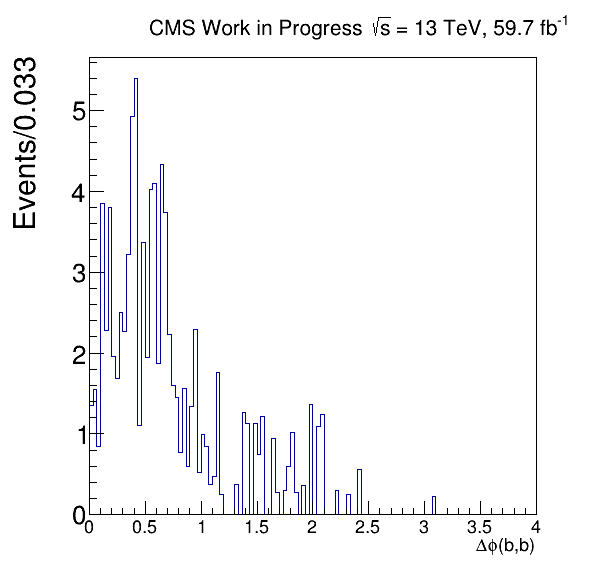 CMS Work in Progress √s = 13 TeV, 59.7 fb⁻¹
Events/0.033
5
4
3
2
1
0
0 0.5 1 1.5 2 2.5 3 3.5 4
Δϕ(b,b)